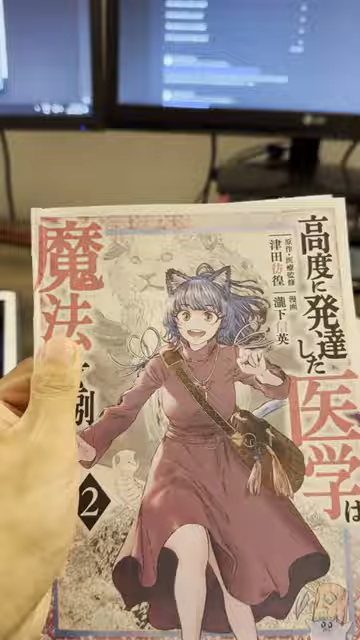 高度に発達した
医学は
原作・医療監修
津田彷徨
漫画
瀧下信英
魔法
別
2